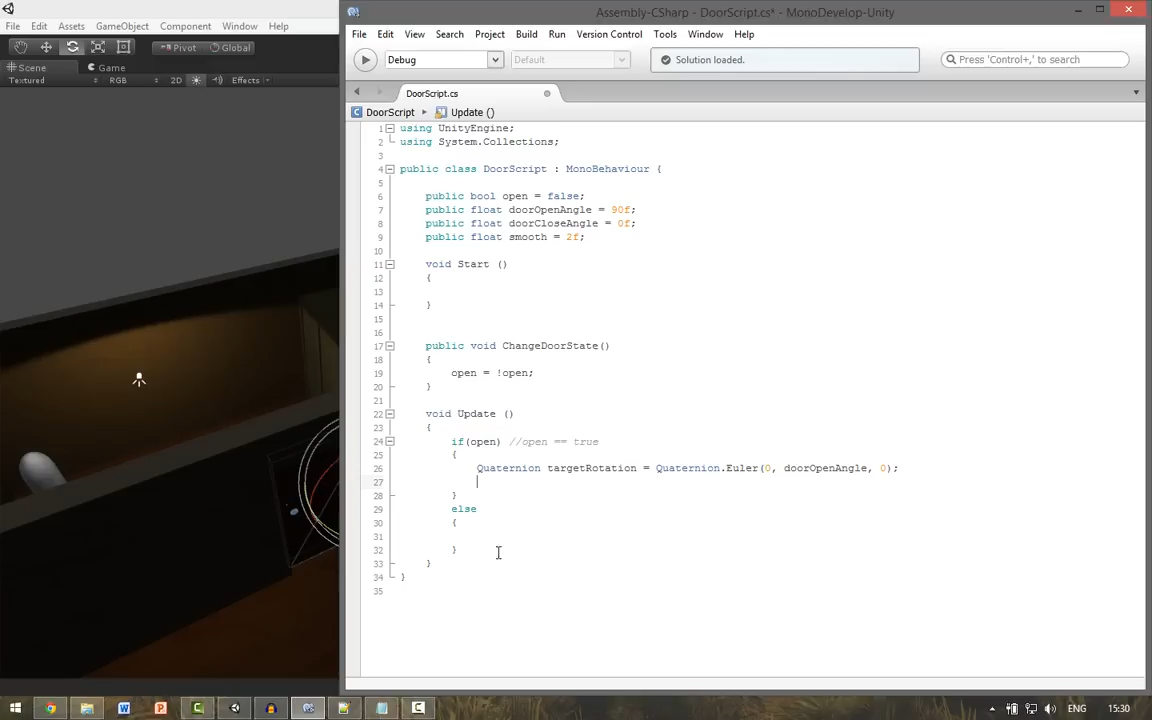 Assembly-CSharp - DoorScript.cs* - MonoDevelop-Unity
File Edit Assets GameObject Component Window Help
File Edit View Search Project Build Run Version Control Tools Window Help
Pivot Global
Debug Default Solution loaded. Press 'Control+,' to search
Scene Game
Textured RGB 2D Effects
DoorScript.cs
DoorScript Update ()
1 using UnityEngine;
2 using System.Collections;
3
4 public class DoorScript : MonoBehaviour {
5
6 public bool open = false;
7 public float doorOpenAngle = 90f;
8 public float doorCloseAngle = 0f;
9 public float smooth = 2f;
10
11 void Start ()
12 {
13
14 }
15
16
17 public void ChangeDoorState()
18 {
19 open = !open;
20 }
21
22 void Update ()
23 {
24 if(open) //open == true
25 {
26 Quaternion targetRotation = Quaternion.Euler(0, doorOpenAngle, 0);
27
28 }
29 else
30 {
31
32 }
33 }
34 }
35
ENG 15:30